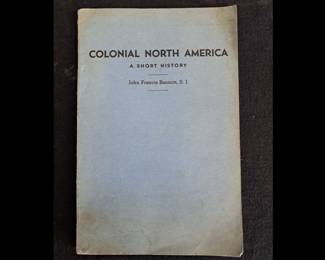 COLONIAL NORTH AMERICA
A SHORT HISTORY
John Francis Bannon, S. J.